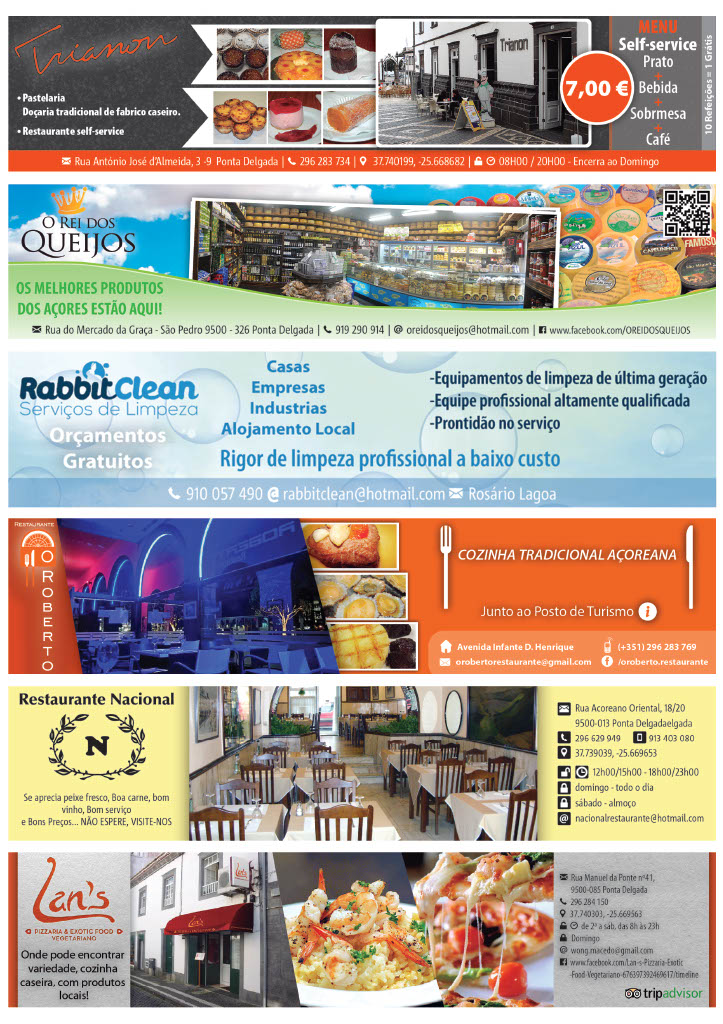 Trianon
• Pastelaria
Doçaria tradicional de fabrico caseiro.
• Restaurante self-service
Trianon
7,00 €
MENU
Self-service
Prato
+
Bebida
+
Sobrmesa
+
Café
10 Refeições = 1 Grátis
Rua António José d'Almeida, 3 -9 Ponta Delgada | 296 283 734 | 37.740199, -25.668682 | 08H00 / 20H00 - Encerra ao Domingo
O REI DOS
QUEIJOS
FAMOSO
OS MELHORES PRODUTOS
DOS AÇORES ESTÃO AQUI!
Rua do Mercado da Graça - São Pedro 9500 - 326 Ponta Delgada | 919 290 914 | @ oreidosqueijos@hotmail.com | www.facebook.com/OREIDOSQUEIJOS
RabbitClean
Serviços de Limpeza
Orçamentos
Gratuitos
Casas
Empresas
Industrias
Alojamento Local
-Equipamentos de limpeza de última geração
-Equipe profissional altamente qualificada
-Prontidão no serviço
Rigor de limpeza profissional a baixo custo
910 057 490 @ rabbitclean@hotmail.com Rosário Lagoa
RESTAURANTE
O ROBERTO
COZINHA TRADICIONAL AÇOREANA
Junto ao Posto de Turismo i
Avenida Infante D. Henrique (+351) 296 283 769
orobertorestaurante@gmail.com /oroberto.restaurante
Restaurante Nacional
N
Se aprecia peixe fresco, Boa carne, bom
vinho, Bom serviço
e Bons Preços... NÃO ESPERE, VISITE-NOS
Rua Acoreano Oriental, 18/20
9500-013 Ponta Delgadaelgada
296 629 949 913 403 080
37.739039, -25.669653
12h00/15h00 - 18h00/23h00
domingo - todo o dia
sábado - almoço
@ nacionalrestaurante@hotmail.com
Lan's
PIZZARIA & EXOTIC FOOD
VEGETARIANO
Onde pode encontrar
variedade, cozinha
caseira, com produtos
locais!
Lan's
Rua Manuel da Ponte nº41,
9500-085 Ponta Delgada
296 284 150
37.740303, -25.669563
de 2ª a sáb, das 8h às 23h
Domingo
@ wong.macedo@gmail.com
www.facebook.com/Lan-s-Pizzaria-Exotic
-Food-Vegetariano-676397392469617/timeline
tripadvisor